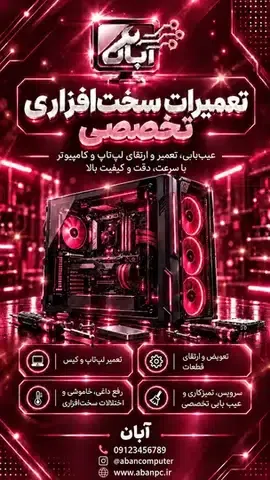 آبان
تعمیرات سخت‌افزاری
تخصصی
عیب‌یابی، تعمیر و ارتقای لپ‌تاپ و کامپیوتر
با سرعت، دقت و کیفیت بالا
تعمیر لپ‌تاپ و کیس
تعویض و ارتقای
قطعات
رفع داغی، خاموشی و
اختلالات سخت‌افزاری
سرویس، تمیزکاری و
عیب یابی تخصصی
آبان
09123456789
@abancomputer
www.abanpc.ir